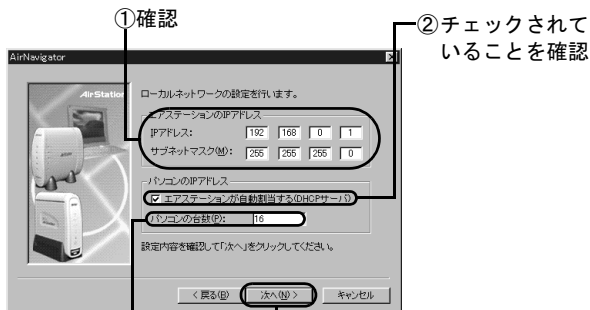 ①確認
②チェックされて
いることを確認
AirNavigator
AirStation
ローカルネットワークの設定を行います。
エアステーションのIPアドレス
IPアドレス: 192 168 0 1
サブネットマスク(M): 255 255 255 0
パソコンのIPアドレス
エアステーションが自動割当する(DHCPサーバ)
パソコンの台数(P): 16
設定内容を確認して「次へ」をクリックしてください。
< 戻る(B) 次へ(N) > キャンセル